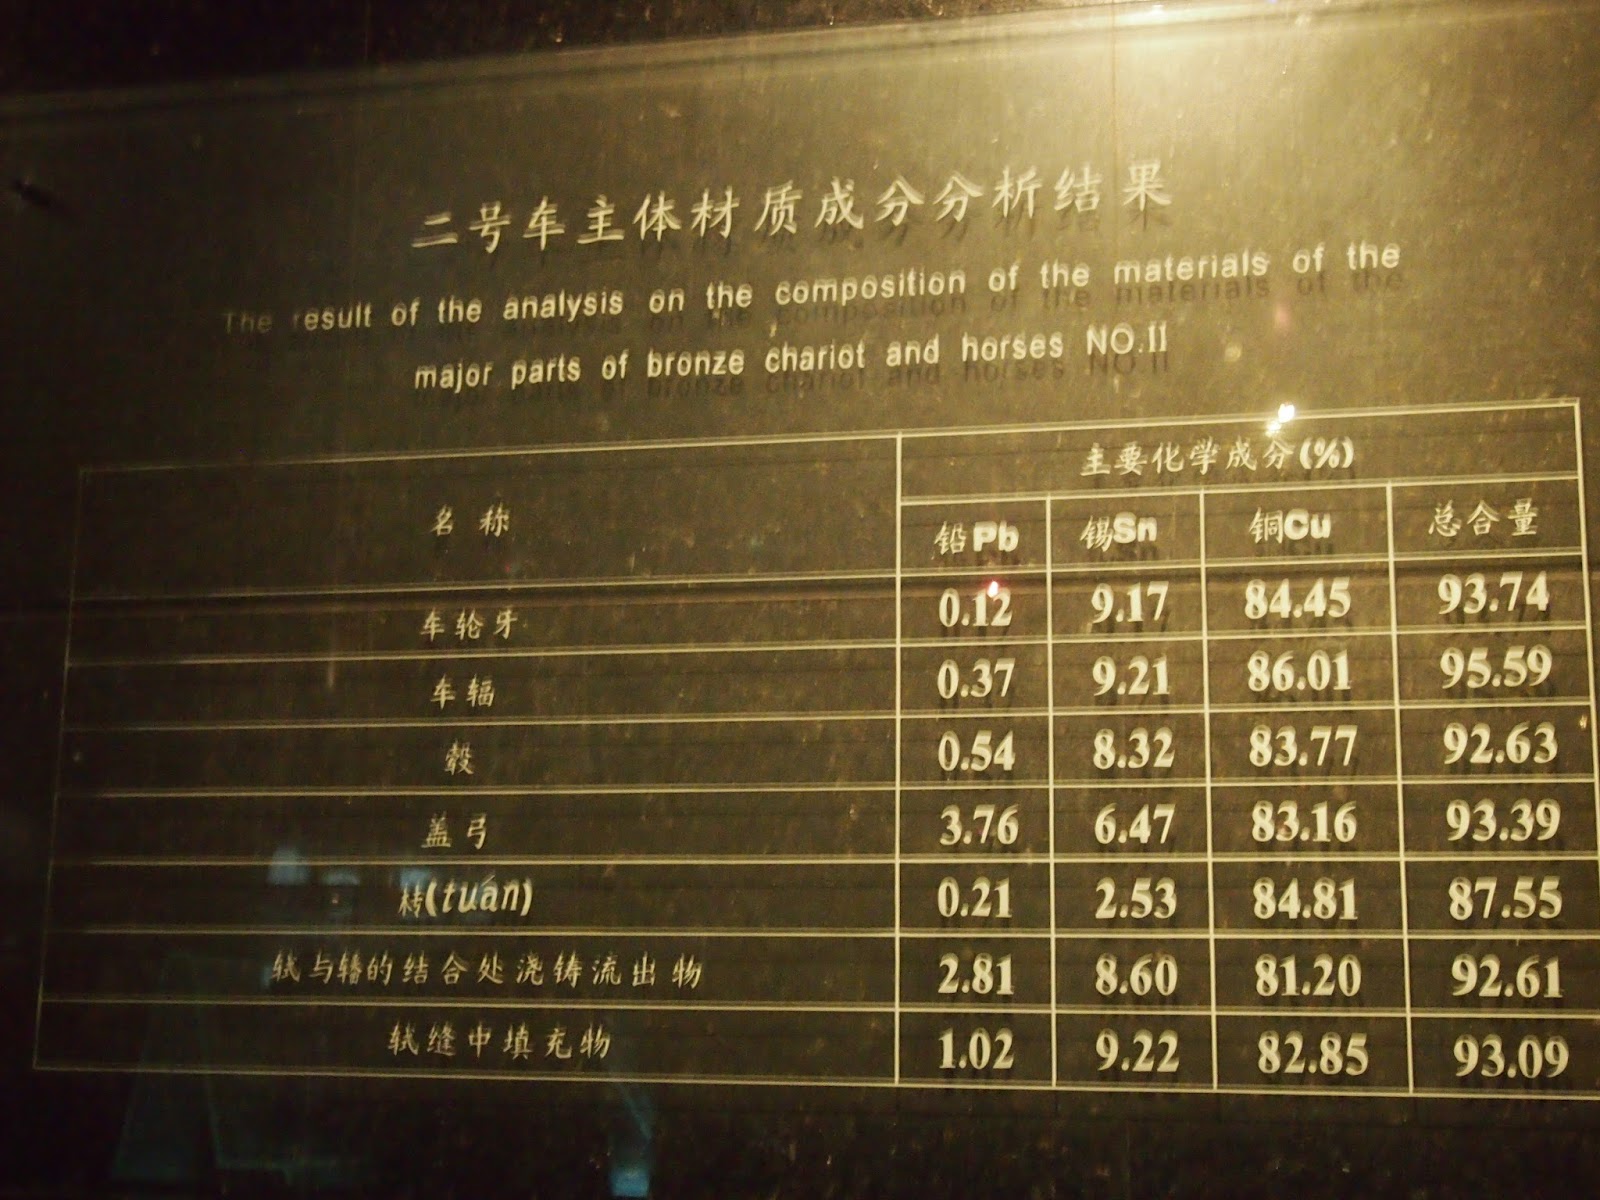 二号车主体材质成分分析结果
The result of the analysis on the composition of the materials of the
major parts of bronze chariot and horses NO.II
名称 主要化学成分(%)
铅Pb 锡Sn 铜Cu 总含量
车轮牙 0.12 9.17 84.45 93.74
车辐 0.37 9.21 86.01 95.59
毂 0.54 8.32 83.77 92.63
盖弓 3.76 6.47 83.16 93.39
(tuán) 0.21 2.53 84.81 87.55
轼与轓的结合处浇铸流出物 2.81 8.60 81.20 92.61
轼缝中填充物 1.02 9.22 82.85 93.09